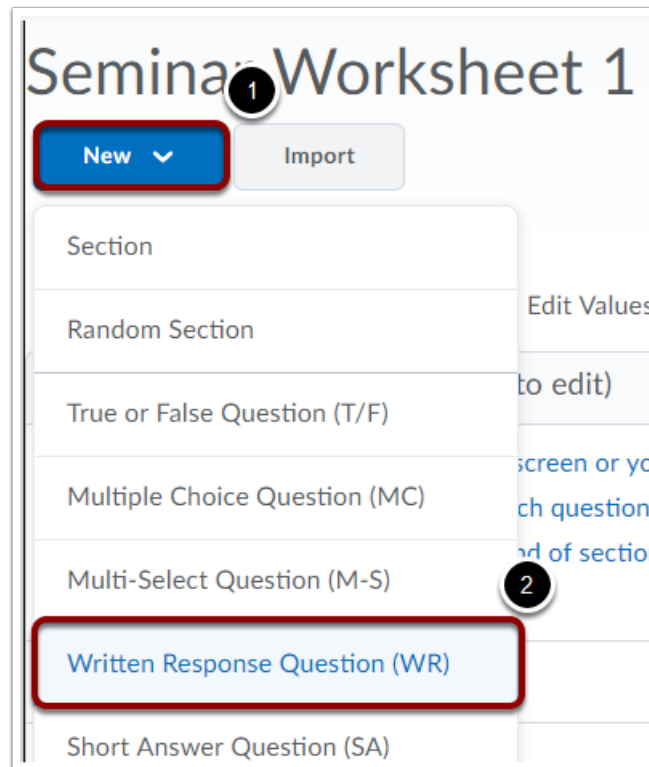 Seminar Worksheet 1
1
New
Import
Section
Edit Values
Random Section
to edit)
True or False Question (T/F)
screen or yo
Multiple Choice Question (MC)
ch question
nd of sectio
Multi-Select Question (M-S)
2
Written Response Question (WR)
Short Answer Question (SA)